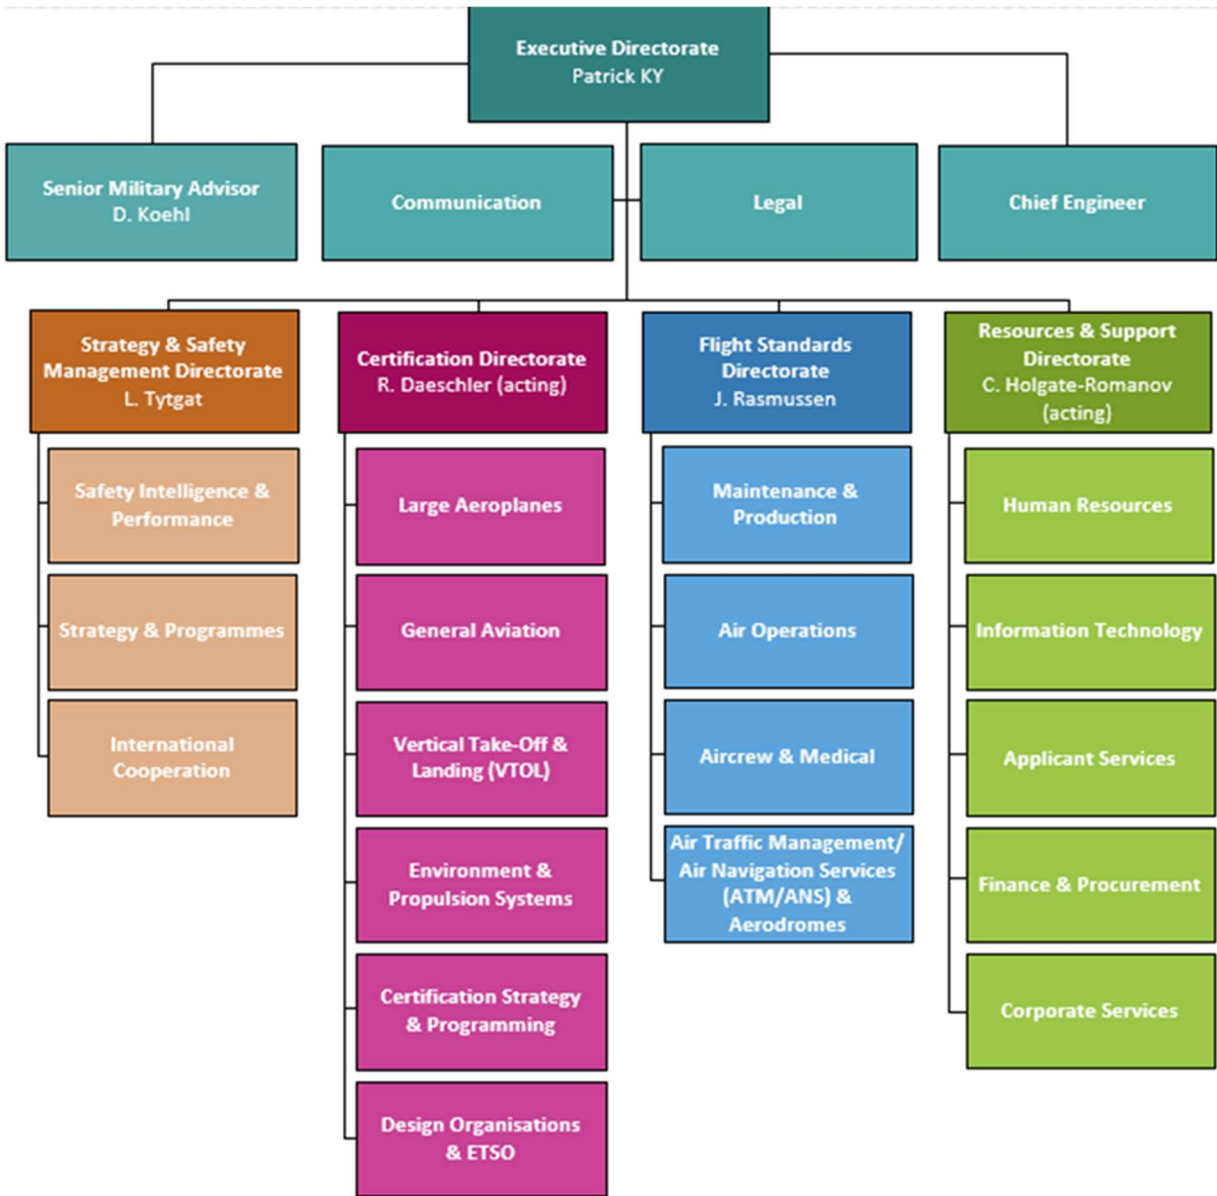 Executive Directorate
Patrick KY
Senior Military Advisor
D. Koehl
Communication
Legal
Chief Engineer
Strategy & Safety
Management Directorate
L. Tytgat
Certification Directorate
R. Daeschler (acting)
Flight Standards
Directorate
J. Rasmussen
Resources & Support
Directorate
C. Holgate-Romanov
(acting)
Safety Intelligence &
Performance
Strategy & Programmes
International
Cooperation
Large Aeroplanes
General Aviation
Vertical Take-Off &
Landing (VTOL)
Environment &
Propulsion Systems
Certification Strategy
& Programming
Design Organisations
& ETSO
Maintenance &
Production
Air Operations
Aircrew & Medical
Air Traffic Management/
Air Navigation Services
(ATM/ANS) &
Aerodromes
Human Resources
Information Technology
Applicant Services
Finance & Procurement
Corporate Services